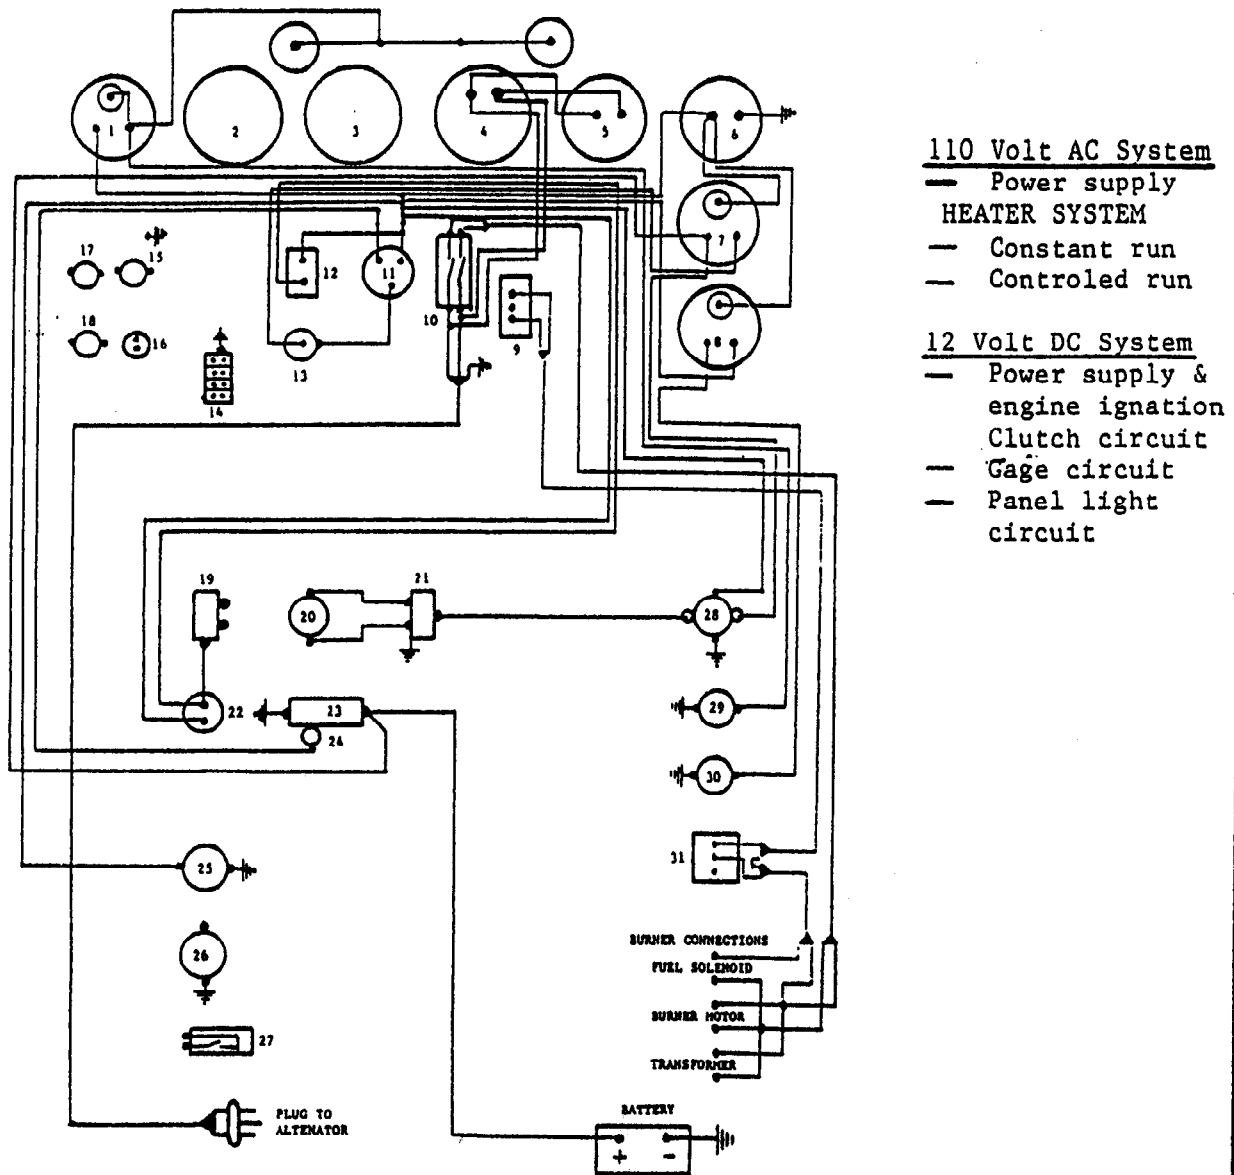 1
2
3
4
5
6
7
8
9
10
11
12
13
14
15
16
17
18
19
20
21
22
23
24
25
26
27
28
29
30
31
BURNER CONNECTIONS
FUEL SOLENOID
BURNER MOTOR
TRANSFORMER
PLUG TO
ALTENATOR
BATTERY
+ -
110 Volt AC System
— Power supply
HEATER SYSTEM
— Constant run
— Controled run
12 Volt DC System
— Power supply &
engine ignation
Clutch circuit
— Gage circuit
— Panel light
circuit